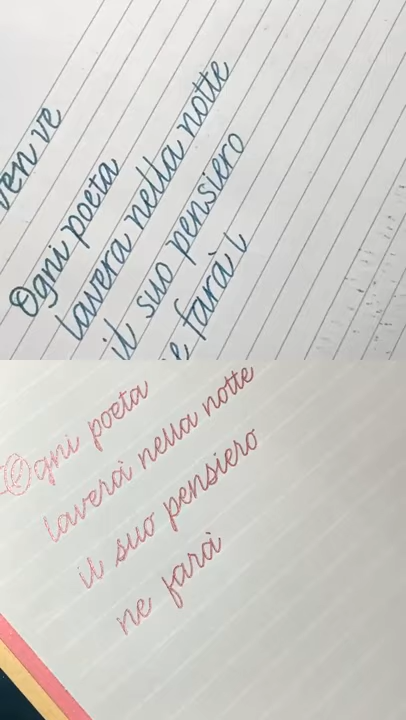 ven ve
Ogni poeta
laverà nella notte
il suo pensiero
ne farà l
Ogni poeta
laverà nella notte
il suo pensiero
ne farà